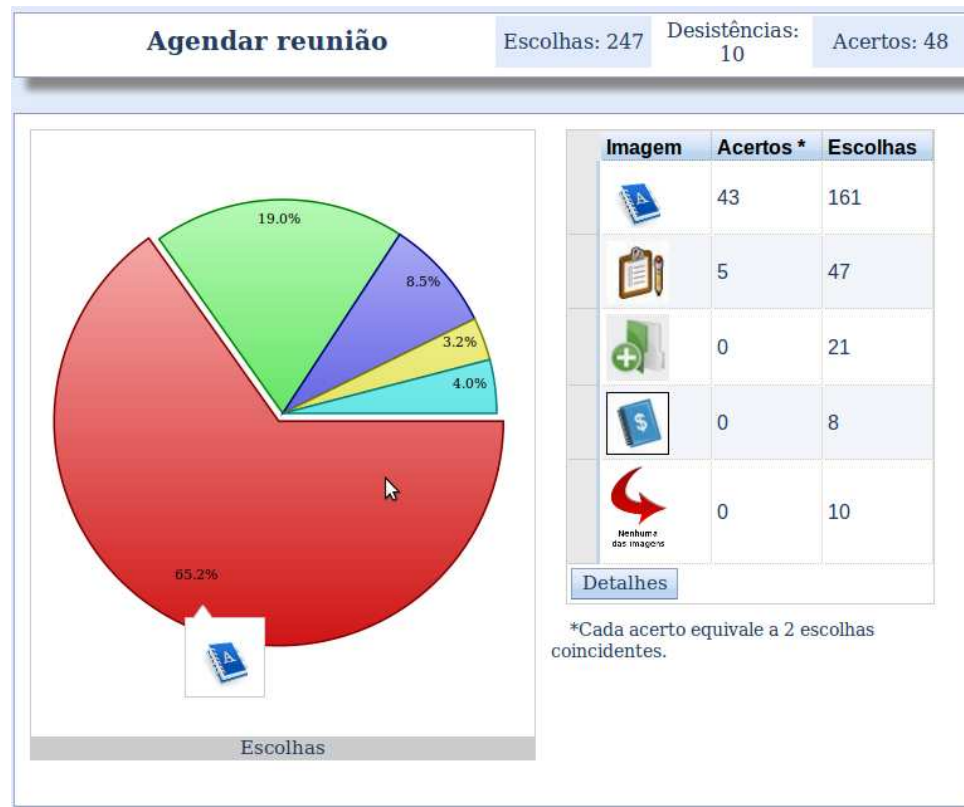 Agendar reunião
Escolhas: 247
Desistências:
10
Acertos: 48
19.0%
8.5%
3.2%
4.0%
65.2%
A
Escolhas
Imagem Acertos * Escolhas
A 43 161
5 47
0 21
$ 0 8
0 10
Nenhuma
das imagens
Detalhes
*Cada acerto equivale a 2 escolhas
coincidentes.